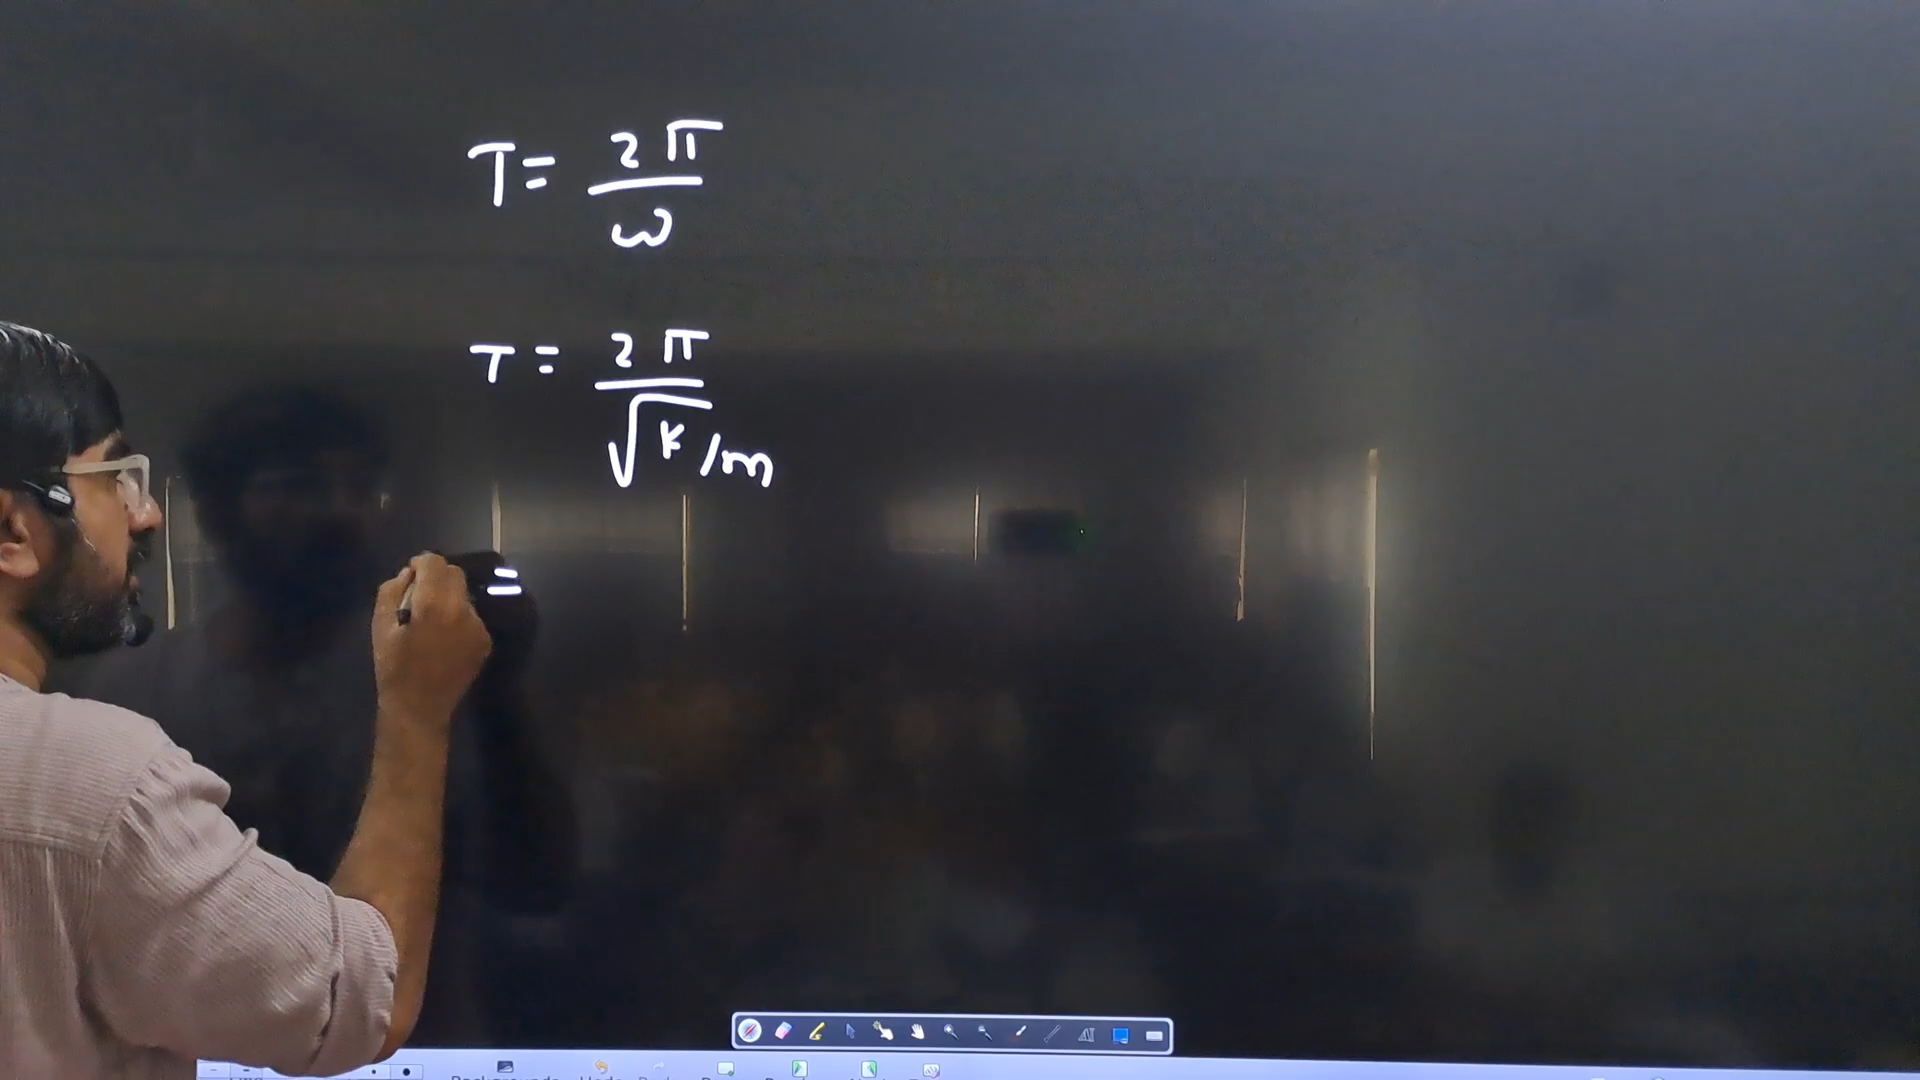 T = 2π/ω
T = 2π/√k/m
=